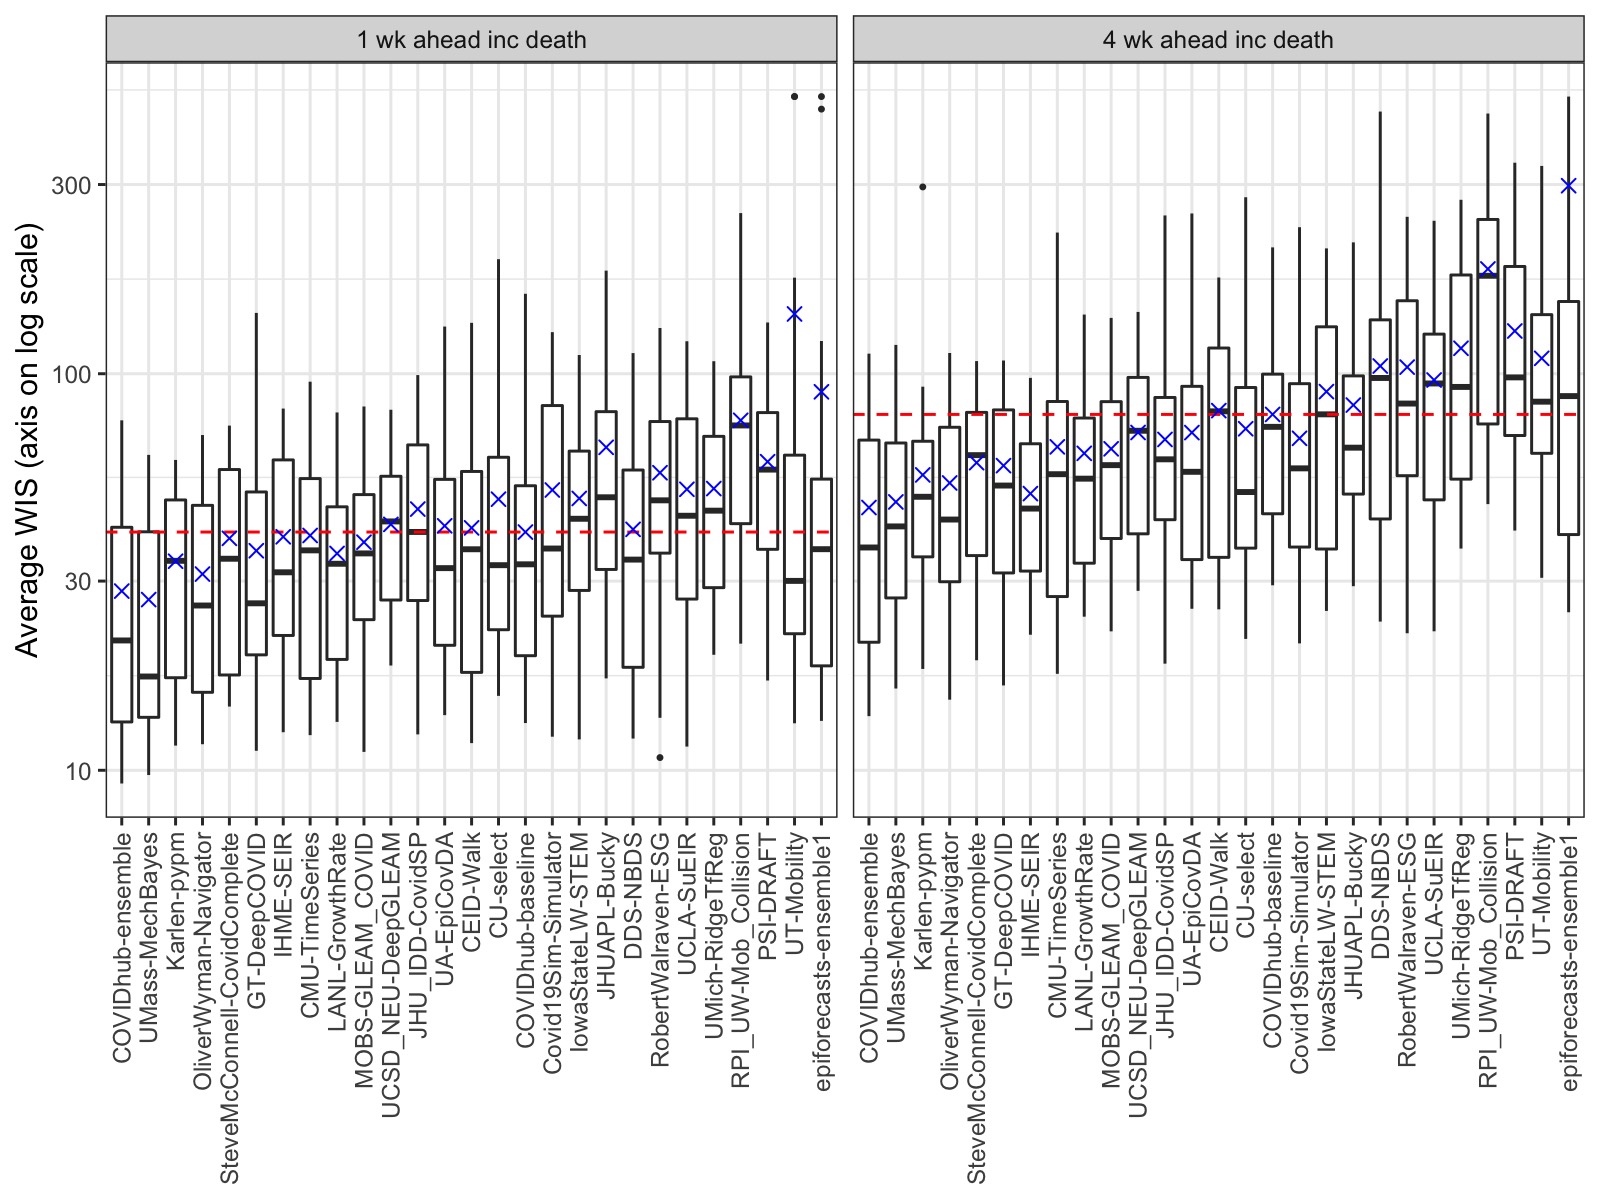 1 wk ahead inc death
4 wk ahead inc death
Average WIS (axis on log scale)
300
100
30
10
COVIDhub-ensemble
UMass-MechBayes
Karlen-pypm
OliverWyman-Navigator
SteveMcConnell-CovidComplete
GT-DeepCOVID
IHME-SEIR
CMU-TimeSeries
LANL-GrowthRate
MOBS-GLEAM_COVID
UCSD_NEU-DeepGLEAM
JHU_IDD-CovidSP
UA-EpiCovDA
CEID-Walk
CU-select
COVIDhub-baseline
Covid19Sim-Simulator
IowaStateLW-STEM
JHUAPL-Bucky
DDS-NBDS
RobertWalraven-ESG
UCLA-SuEIR
UMich-RidgeTfReg
RPI_UW-Mob_Collision
PSI-DRAFT
UT-Mobility
epiforecasts-ensemble1
COVIDhub-ensemble
UMass-MechBayes
Karlen-pypm
OliverWyman-Navigator
SteveMcConnell-CovidComplete
GT-DeepCOVID
IHME-SEIR
CMU-TimeSeries
LANL-GrowthRate
MOBS-GLEAM_COVID
UCSD_NEU-DeepGLEAM
JHU_IDD-CovidSP
UA-EpiCovDA
CEID-Walk
CU-select
COVIDhub-baseline
Covid19Sim-Simulator
IowaStateLW-STEM
JHUAPL-Bucky
DDS-NBDS
RobertWalraven-ESG
UCLA-SuEIR
UMich-RidgeTfReg
RPI_UW-Mob_Collision
PSI-DRAFT
UT-Mobility
epiforecasts-ensemble1